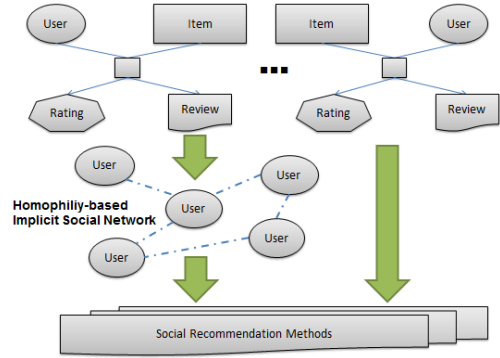 User
Item
Item
User
Rating
Review
Rating
Review
User
User
Homophiliy-based
Implicit Social Network
User
User
User
Social Recommendation Methods